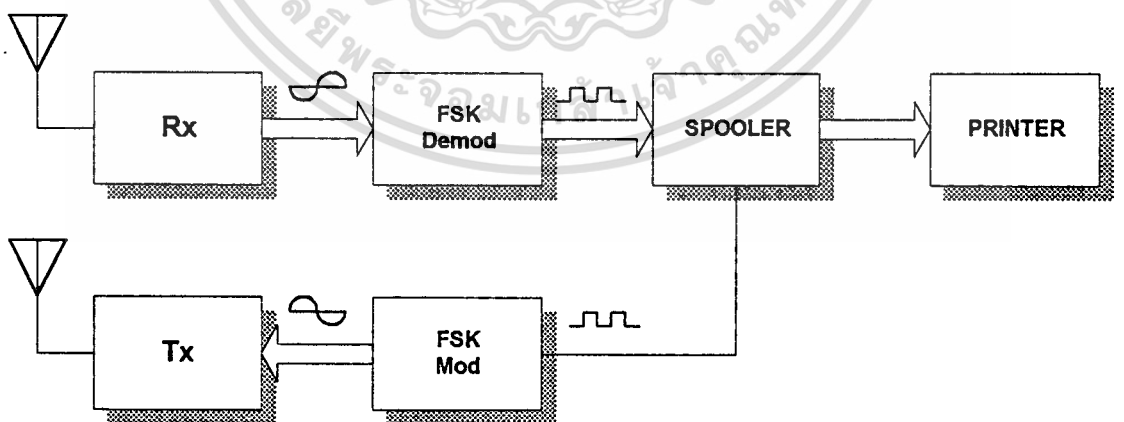 Rx
FSK
Demod
SPOOLER
PRINTER
Tx
FSK
Mod